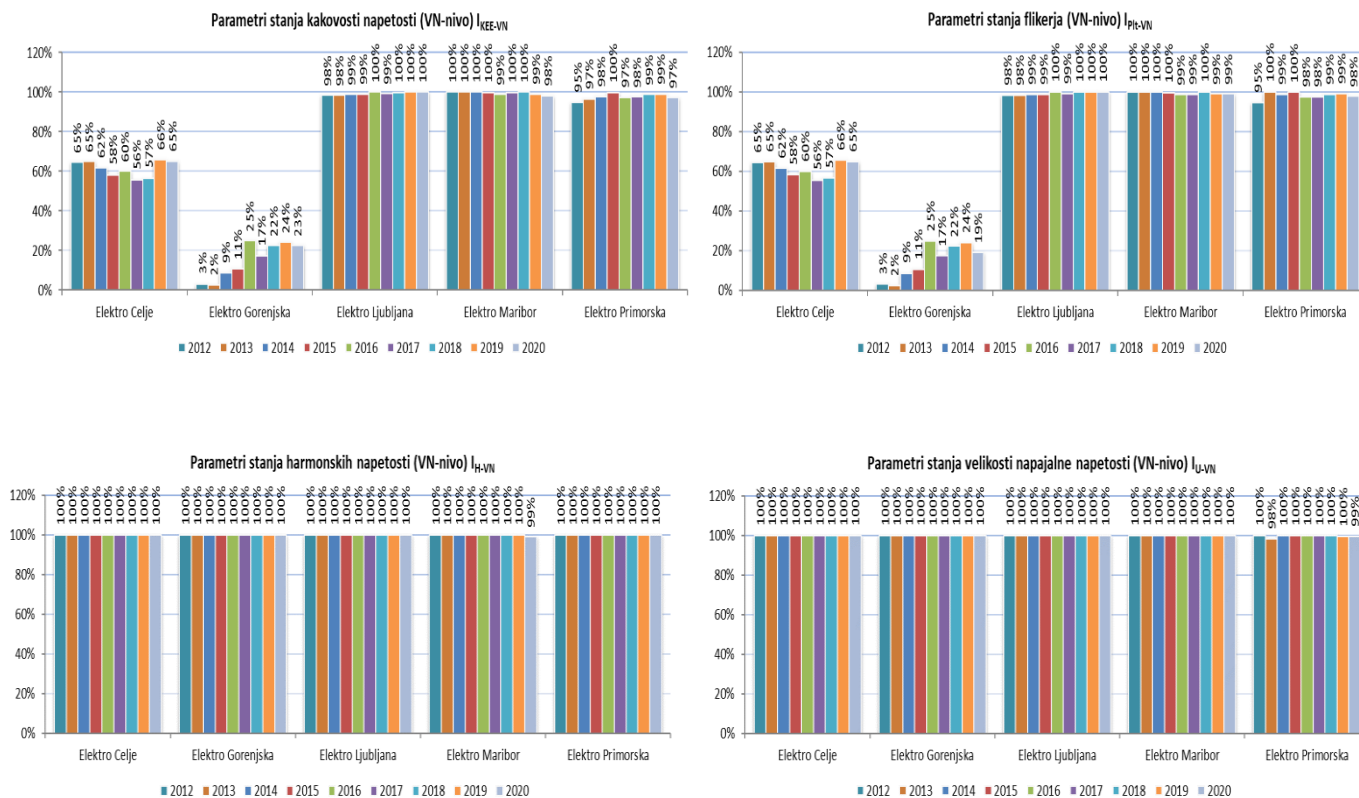 Parametri stanja kakovosti napetosti (VN-nivo) I_KEE-VN
120%
100%
80%
60%
40%
20%
0%
65% 65% 62% 58% 60% 56% 57% 66% 65%
3% 2% 9% 11% 25% 17% 22% 24% 23%
98% 98% 99% 99% 100% 99% 100% 100% 100%
100% 100% 100% 100% 99% 100% 100% 99% 98%
95% 97% 98% 100% 97% 98% 99% 99% 97%
Elektro Celje Elektro Gorenjska Elektro Ljubljana Elektro Maribor Elektro Primorska
2012 2013 2014 2015 2016 2017 2018 2019 2020
Parametri stanja flikerja (VN-nivo) I_Plt-VN
120%
100%
80%
60%
40%
20%
0%
65% 65% 62% 58% 60% 56% 57% 66% 65%
3% 2% 9% 11% 25% 17% 22% 24% 19%
98% 98% 99% 99% 100% 99% 100% 100% 100%
100% 100% 100% 100% 99% 99% 100% 99% 99%
95% 100% 99% 100% 98% 98% 99% 99% 98%
Elektro Celje Elektro Gorenjska Elektro Ljubljana Elektro Maribor Elektro Primorska
2012 2013 2014 2015 2016 2017 2018 2019 2020
Parametri stanja harmonskih napetosti (VN-nivo) I_H-VN
120%
100%
80%
60%
40%
20%
0%
100% 100% 100% 100% 100% 100% 100% 100% 100%
100% 100% 100% 100% 100% 100% 100% 100% 100%
100% 100% 100% 100% 100% 100% 100% 100% 100%
100% 100% 100% 100% 100% 100% 100% 100% 99%
100% 100% 100% 100% 100% 100% 100% 100% 100%
Elektro Celje Elektro Gorenjska Elektro Ljubljana Elektro Maribor Elektro Primorska
2012 2013 2014 2015 2016 2017 2018 2019 2020
Parametri stanja velikosti napajalne napetosti (VN-nivo) I_U-VN
120%
100%
80%
60%
40%
20%
0%
100% 100% 100% 100% 100% 100% 100% 100% 100%
100% 100% 100% 100% 100% 100% 100% 100% 100%
100% 100% 100% 100% 100% 100% 100% 100% 100%
100% 100% 100% 100% 100% 100% 100% 100% 100%
100% 98% 100% 100% 100% 100% 100% 100% 99%
Elektro Celje Elektro Gorenjska Elektro Ljubljana Elektro Maribor Elektro Primorska
2012 2013 2014 2015 2016 2017 2018 2019 2020